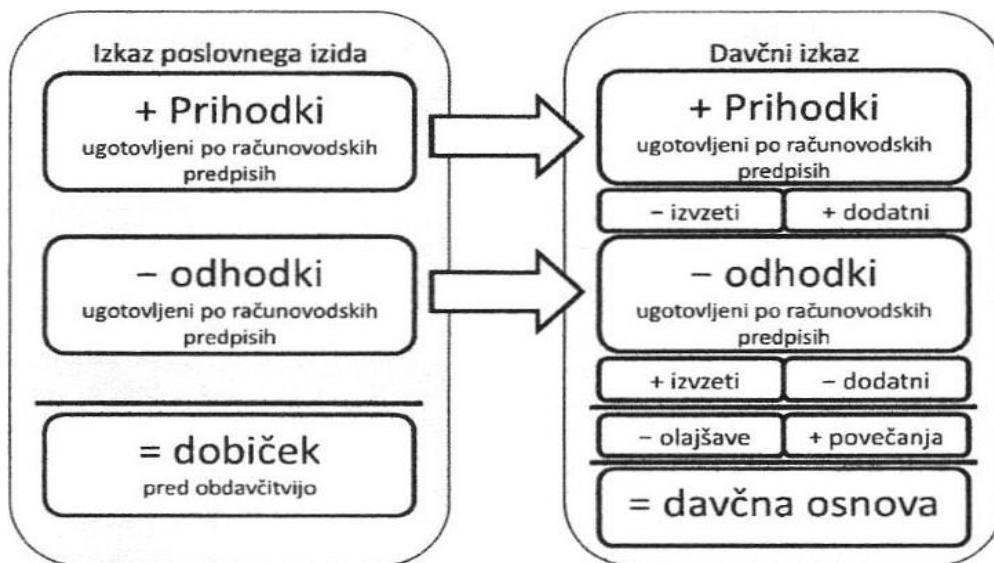 Izkaz poslovnega izida
+ Prihodki
ugotovljeni po računovodskih
predpisih
− odhodki
ugotovljeni po računovodskih
predpisih
= dobiček
pred obdavčitvijo
Davčni izkaz
+ Prihodki
ugotovljeni po računovodskih
predpisih
− izvzeti
+ dodatni
− odhodki
ugotovljeni po računovodskih
predpisih
+ izvzeti
− dodatni
− olajšave
+ povečanja
= davčna osnova